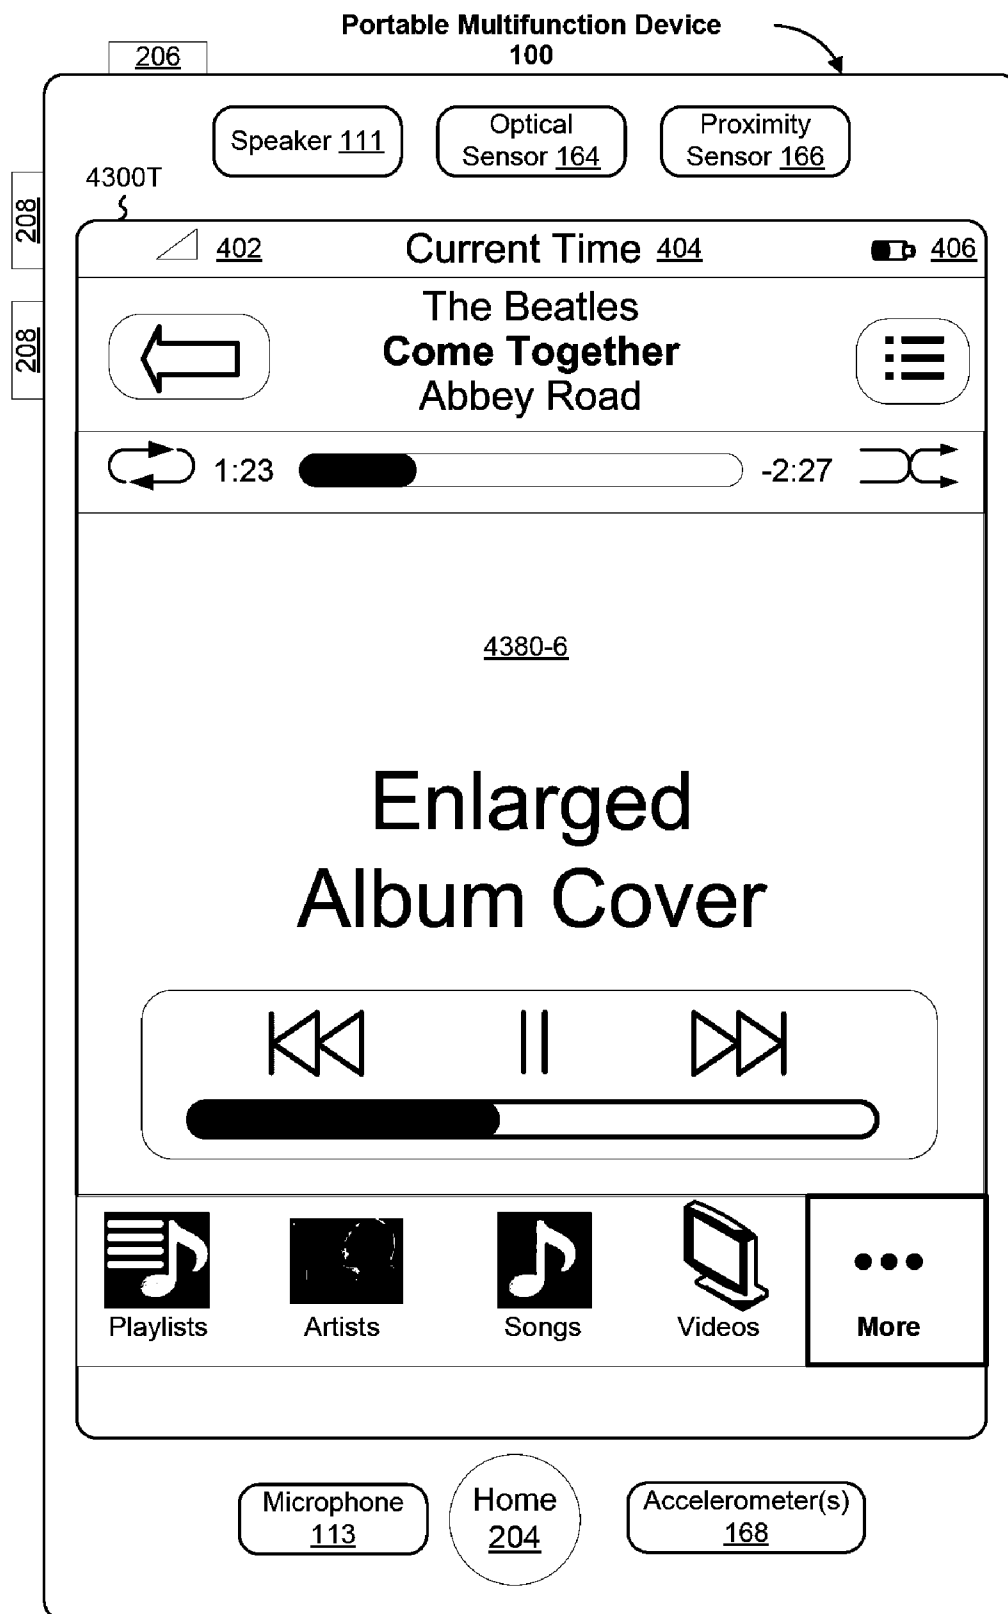 Portable Multifunction Device
100
206
Speaker 111
Optical
Sensor 164
Proximity
Sensor 166
4300T
208
208
402
Current Time 404
406
The Beatles
Come Together
Abbey Road
1:23
-2:27
4380-6
Enlarged
Album Cover
Playlists
Artists
Songs
Videos
More
Microphone
113
Home
204
Accelerometer(s)
168